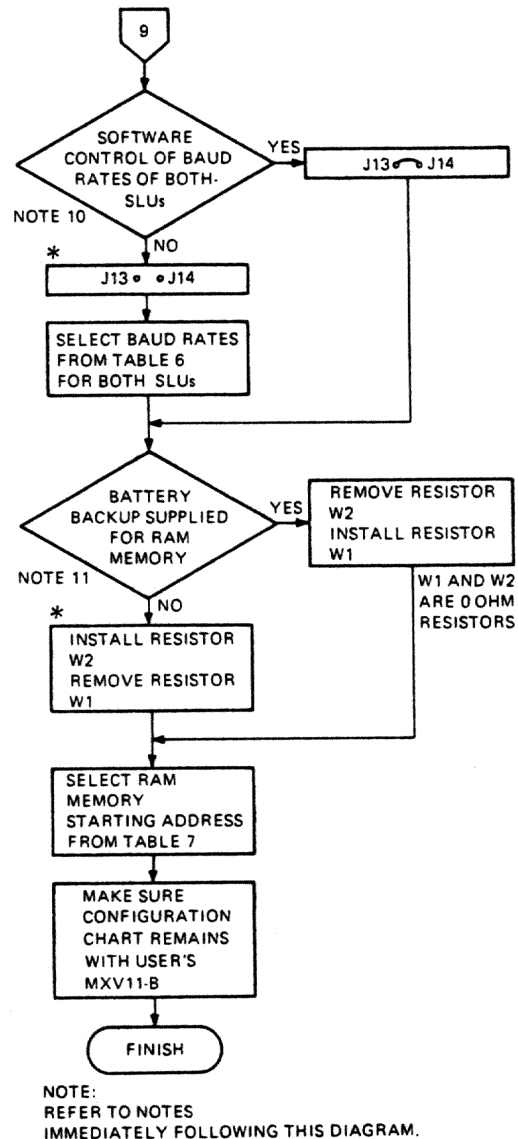 9
SOFTWARE
CONTROL OF BAUD
RATES OF BOTH-
SLUs
YES
J13 J14
NOTE 10
NO
*
J13 J14
SELECT BAUD RATES
FROM TABLE 6
FOR BOTH SLUs
BATTERY
BACKUP SUPPLIED
FOR RAM
MEMORY
YES
REMOVE RESISTOR
W2
INSTALL RESISTOR
W1
W1 AND W2
ARE 0 OHM
RESISTORS
NOTE 11
NO
*
INSTALL RESISTOR
W2
REMOVE RESISTOR
W1
SELECT RAM
MEMORY
STARTING ADDRESS
FROM TABLE 7
MAKE SURE
CONFIGURATION
CHART REMAINS
WITH USER'S
MXV11-B
FINISH
NOTE:
REFER TO NOTES
IMMEDIATELY FOLLOWING THIS DIAGRAM.